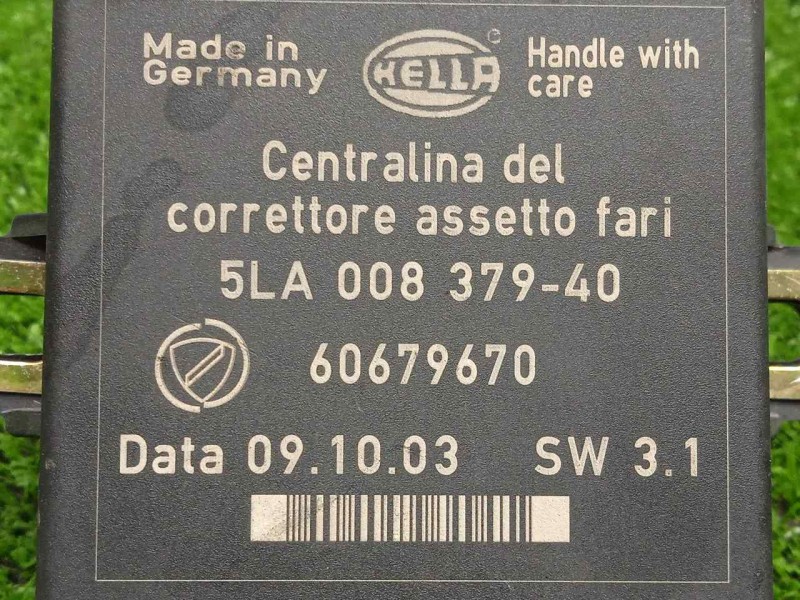 Made in
Germany
HELLA
©
Handle with
care
Centralina del
correttore assetto fari
5LA 008 379-40
60679670
Data 09.10.03 SW 3.1